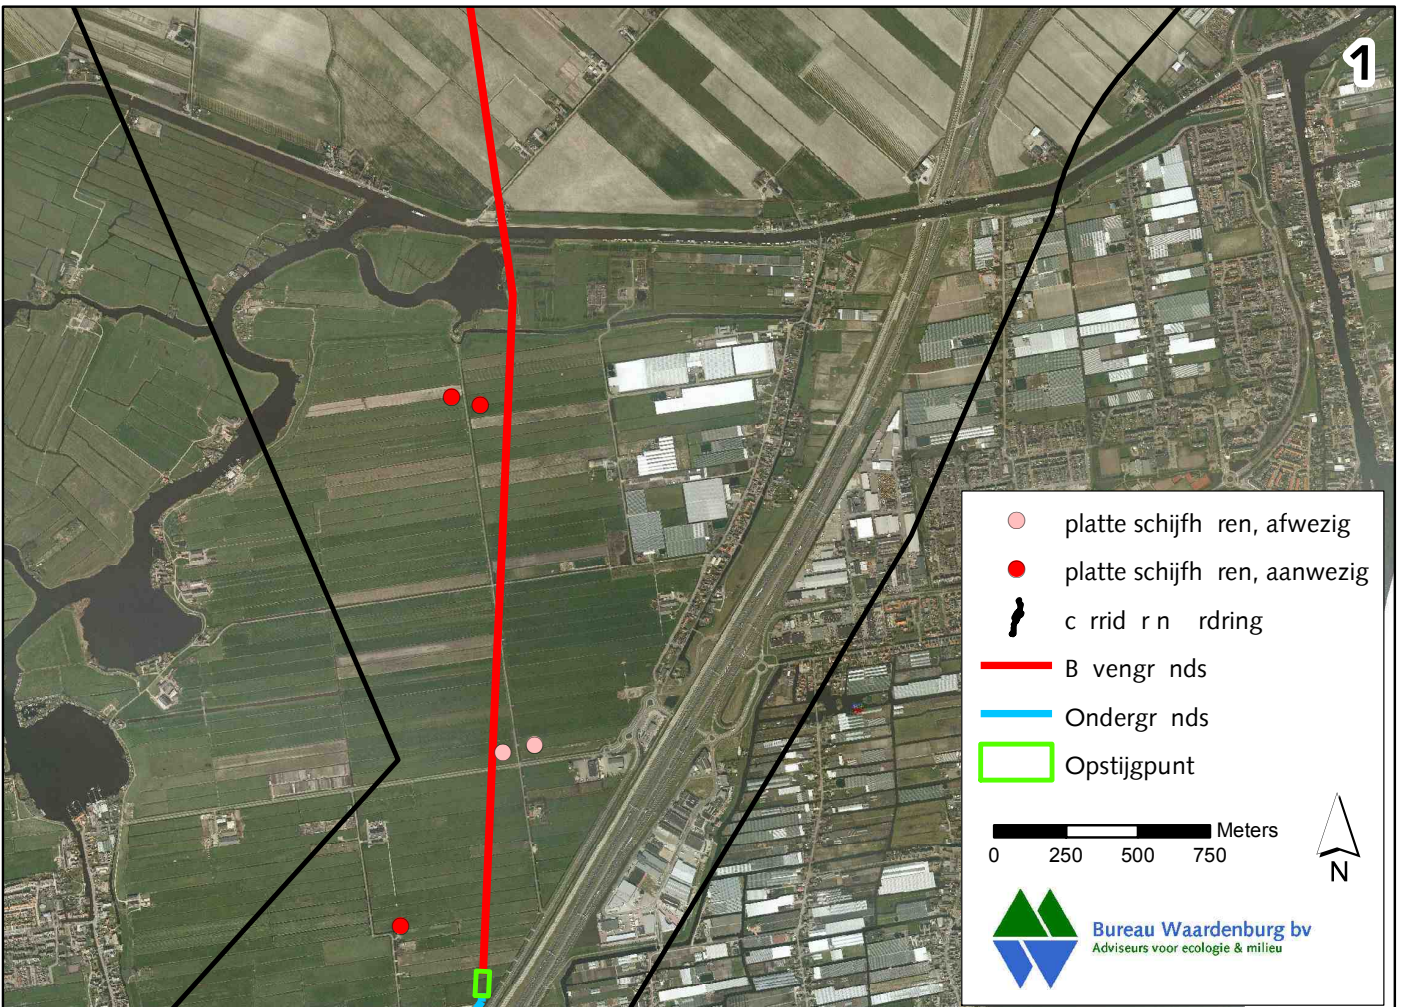 1
platte schijfh ren, afwezig
platte schijfh ren, aanwezig
c rrid r n rdring
B vengr nds
Ondergr nds
Opstijgpunt
Meters
0 250 500 750
N
Bureau Waardenburg bv
Adviseurs voor ecologie & milieu